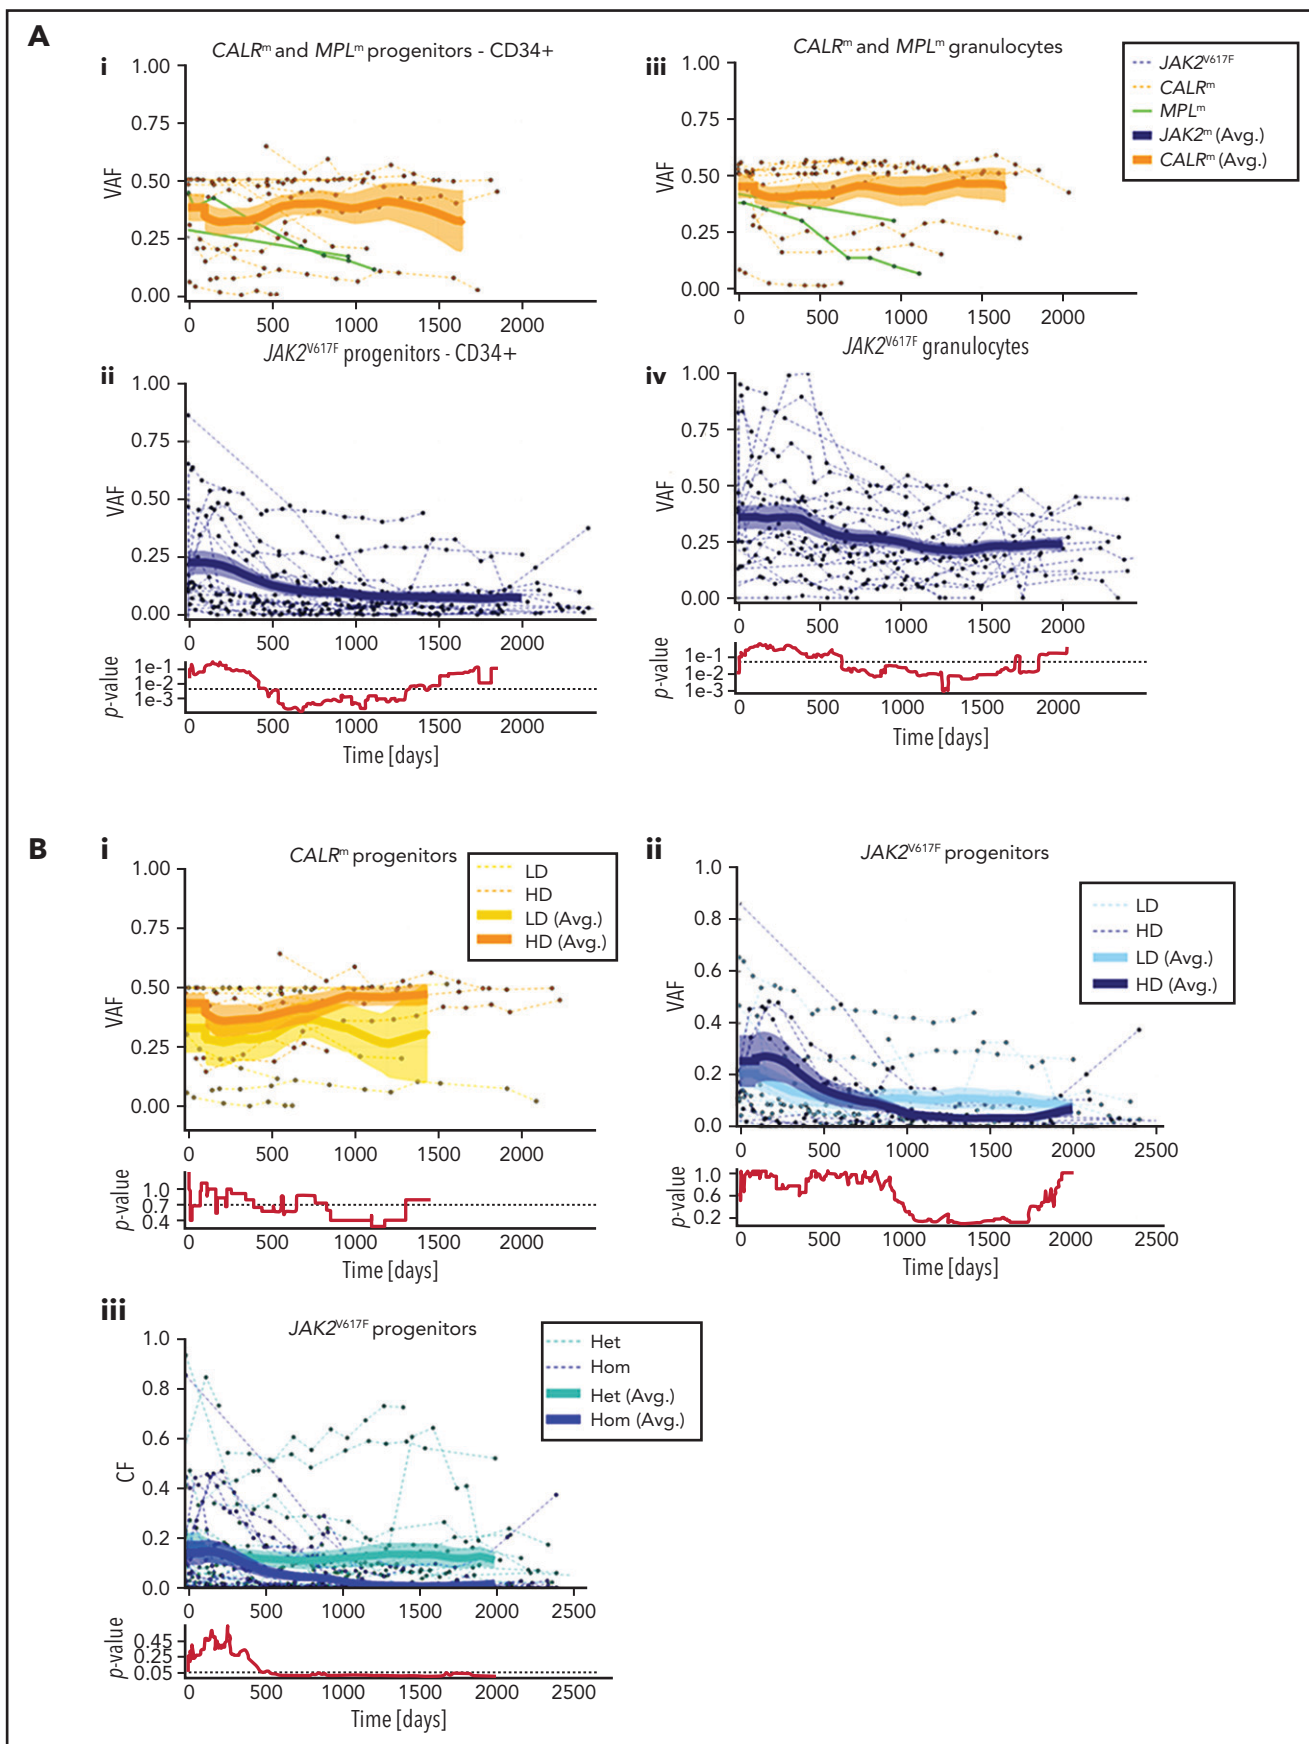 A
i
CALRᵐ and MPLᵐ progenitors - CD34+
1.00
0.75
0.50
0.25
0.00
VAF
0 500 1000 1500 2000
iii
CALRᵐ and MPLᵐ granulocytes
1.00
0.75
0.50
0.25
0.00
VAF
0 500 1000 1500 2000
JAK2ⱽ⁶¹⁷ꟳ
CALRᵐ
MPLᵐ
JAK2ᵐ (Avg.)
CALRᵐ (Avg.)
ii
JAK2ⱽ⁶¹⁷ꟳ progenitors - CD34+
1.00
0.75
0.50
0.25
0.00
VAF
0 500 1000 1500 2000
p-value
1e-1
1e-2
1e-3
0 500 1000 1500 2000
Time [days]
iv
JAK2ⱽ⁶¹⁷ꟳ granulocytes
1.00
0.75
0.50
0.25
0.00
VAF
0 500 1000 1500 2000
p-value
1e-1
1e-2
1e-3
0 500 1000 1500 2000
Time [days]
B
i
CALRᵐ progenitors
LD
HD
LD (Avg.)
HD (Avg.)
1.00
0.75
0.50
0.25
0.00
VAF
0 500 1000 1500 2000
p-value
1.0
0.7
0.4
0 500 1000 1500 2000
Time [days]
ii
JAK2ⱽ⁶¹⁷ꟳ progenitors
LD
HD
LD (Avg.)
HD (Avg.)
1.0
0.8
0.6
0.4
0.2
0.0
VAF
0 500 1000 1500 2000 2500
p-value
1.0
0.6
0.2
0 500 1000 1500 2000 2500
Time [days]
iii
JAK2ⱽ⁶¹⁷ꟳ progenitors
Het
Hom
Het (Avg.)
Hom (Avg.)
1.0
0.8
0.6
0.4
0.2
0.0
CF
0 500 1000 1500 2000 2500
p-value
0.45
0.25
0.05
0 500 1000 1500 2000 2500
Time [days]